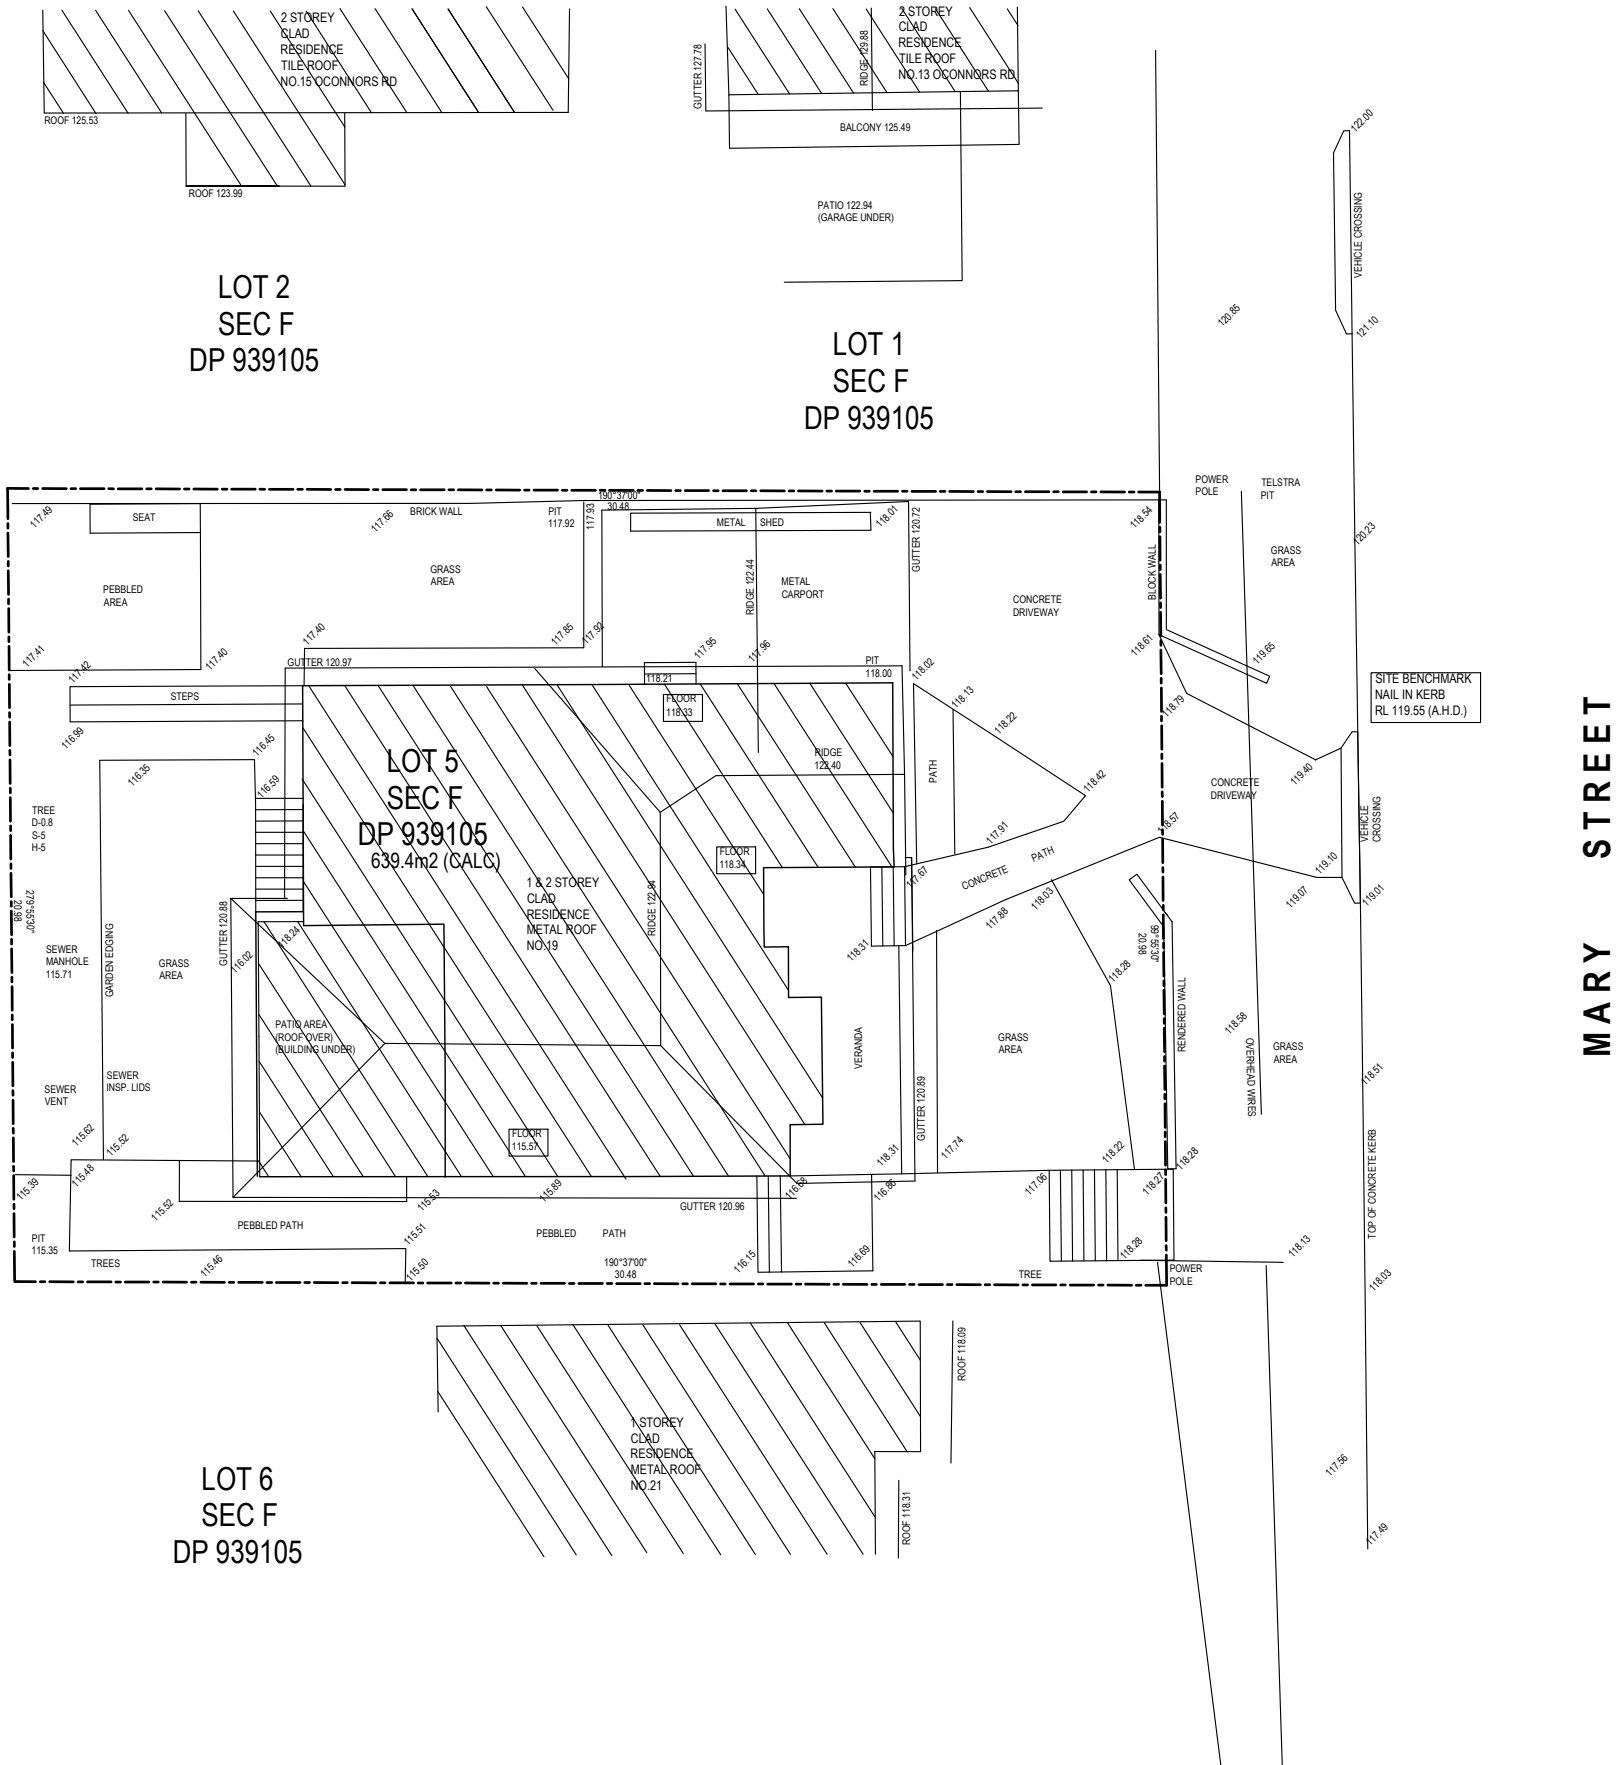 2 STOREY
CLAD
RESIDENCE
TILE ROOF
NO.15 OCONNORS RD
ROOF 125.53
ROOF 123.99
GUTTER 127.78
RIDGE 129.88
2 STOREY
CLAD
RESIDENCE
TILE ROOF
NO.13 OCONNORS RD
BALCONY 125.49
PATIO 122.94
(GARAGE UNDER)
122.00
VEHICLE CROSSING
121.10
120.85
LOT 2
SEC F
DP 939105
LOT 1
SEC F
DP 939105
POWER
POLE
TELSTRA
PIT
120.23
GRASS
AREA
190°37'00"
30.48
117.49
SEAT
117.66
BRICK WALL
PIT
117.92
117.93
METAL SHED
118.01
GUTTER 120.72
118.54
PEBBLED
AREA
GRASS
AREA
RIDGE 122.44
METAL
CARPORT
CONCRETE
DRIVEWAY
BLOCK WALL
117.41
117.42
117.40
117.40
117.85
117.92
117.95
117.96
118.61
119.65
GUTTER 120.97
118.21
PIT
118.00
118.02
118.13
118.22
118.79
STEPS
FLOOR
118.33
SITE BENCHMARK
NAIL IN KERB
RL 119.55 (A.H.D.)
116.99
116.45
116.35
116.59
LOT 5
SEC F
DP 939105
639.4m2 (CALC)
RIDGE
122.40
PATH
118.42
CONCRETE
DRIVEWAY
119.40
VEHICLE
CROSSING
MARY STREET
TREE
D-0.8
S-5
H-5
279°55'30"
20.98
FLOOR
118.34
117.91
118.57
117.67
CONCRETE PATH
119.10
119.07
119.01
1 & 2 STOREY
CLAD
RESIDENCE
METAL ROOF
NO.19
RIDGE 122.94
117.88
118.03
GUTTER 120.88
118.24
116.02
118.31
99°55'30"
20.98
SEWER
MANHOLE
115.71
GARDEN EDGING
GRASS
AREA
118.28
RENDERED WALL
PATIO AREA
(ROOF OVER)
(BUILDING UNDER)
VERANDA
GRASS
AREA
118.58
OVERHEAD WIRES
GRASS
AREA
118.51
SEWER
VENT
SEWER
INSP. LIDS
GUTTER 120.89
115.62
115.52
FLOOR
115.57
118.31
117.74
118.22
118.28
TOP OF CONCRETE KERB
115.39
115.48
115.52
115.53
115.89
116.68
116.86
117.06
118.27
GUTTER 120.96
PEBBLED PATH
115.51
PEBBLED PATH
PIT
115.35
TREES
115.46
115.50
190°37'00"
30.48
116.15
116.69
118.28
118.13
118.03
TREE
POWER
POLE
ROOF 118.09
1 STOREY
CLAD
RESIDENCE
METAL ROOF
NO.21
ROOF 118.31
117.56
117.49
LOT 6
SEC F
DP 939105